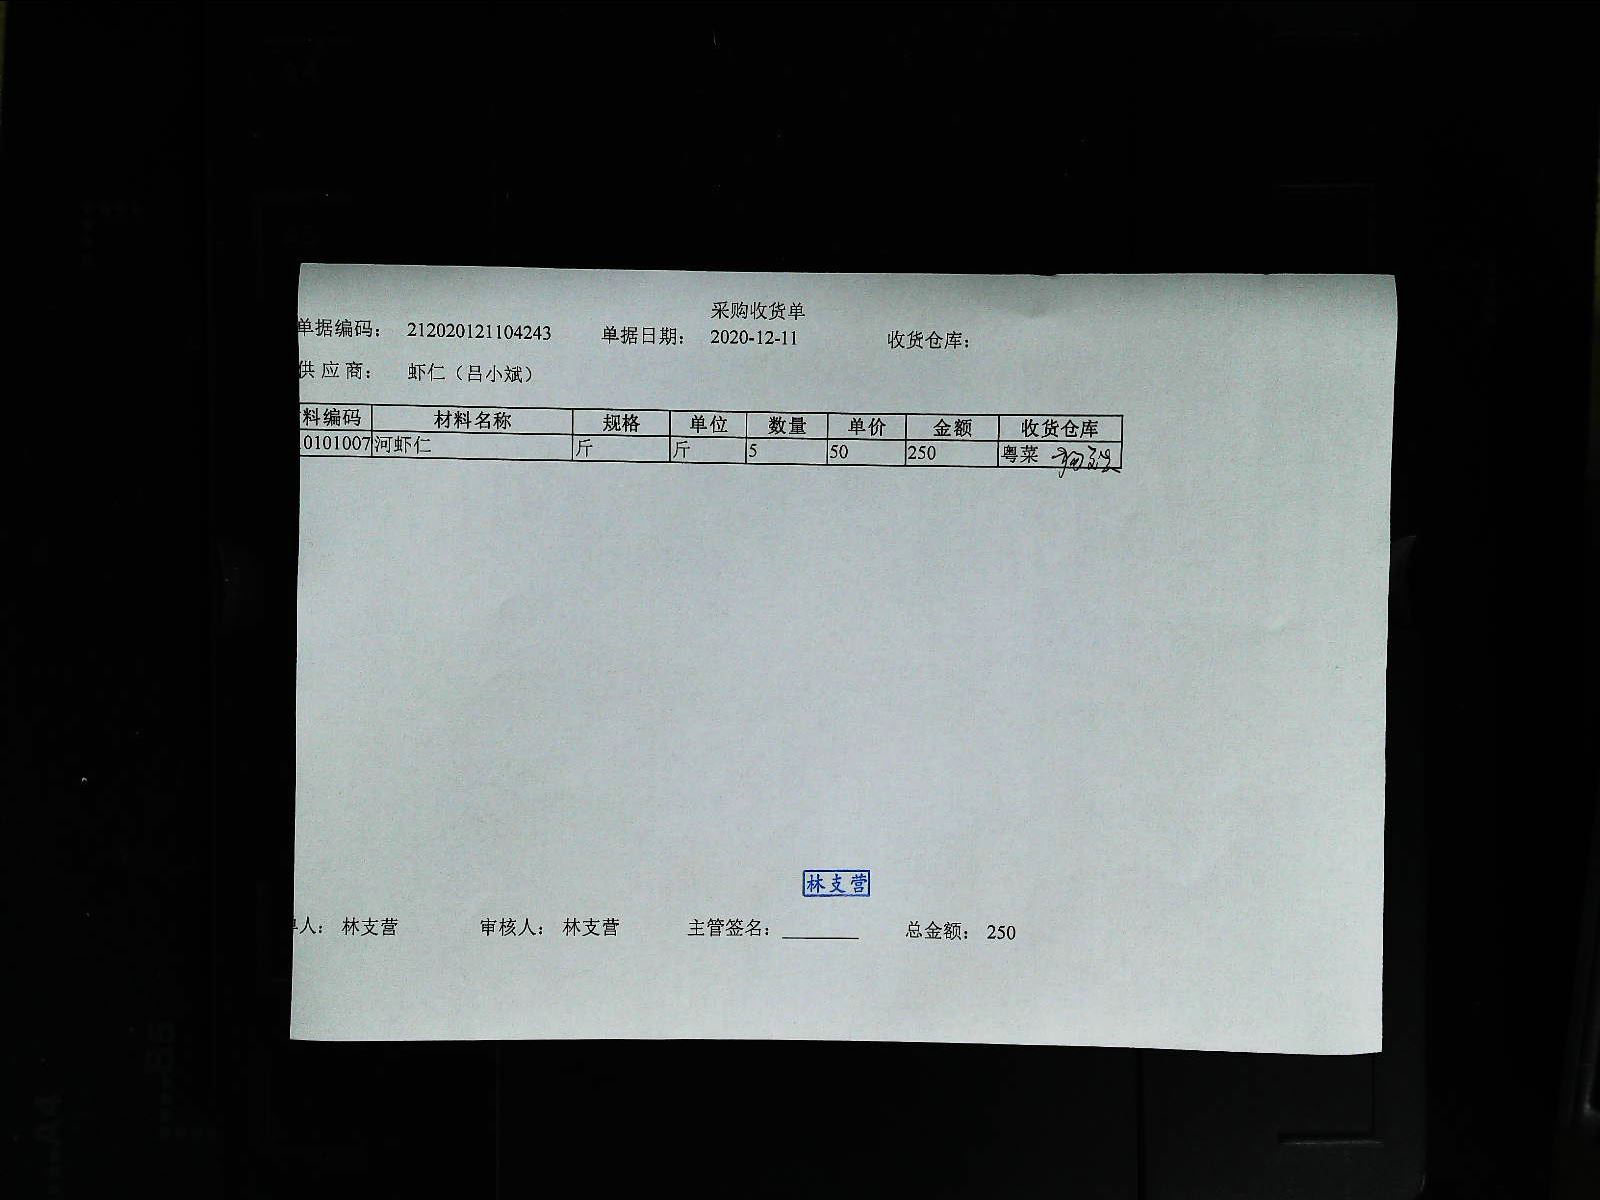 采购收货单
单据编码： 212020121104243 单据日期： 2020-12-11 收货仓库：
供 应 商： 虾仁（吕小斌）
料编码 材料名称 规格 单位 数量 单价 金额 收货仓库
0101007 河虾仁 斤 斤 5 50 250 粤菜
林支营
人： 林支营 审核人： 林支营 主管签名： ________ 总金额： 250